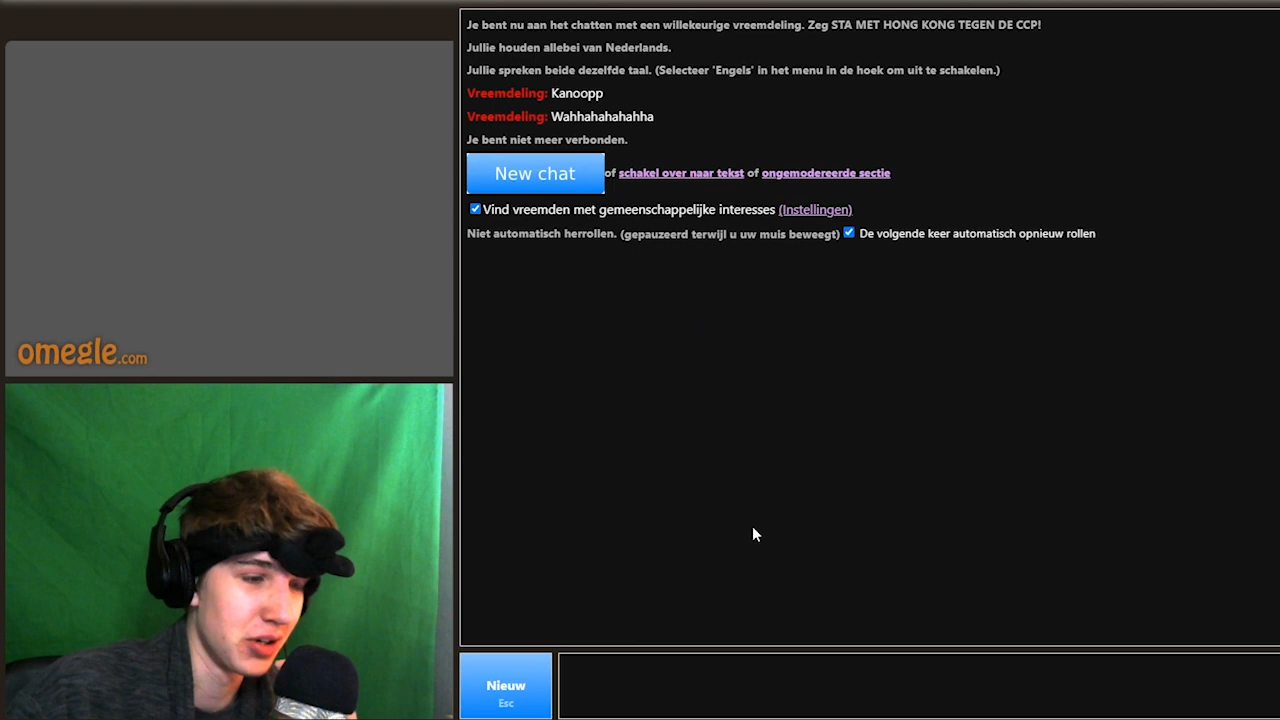 Je bent nu aan het chatten met een willekeurige vreemdeling. Zeg STA MET HONG KONG TEGEN DE CCP!
Jullie houden allebei van Nederlands.
Jullie spreken beide dezelfde taal. (Selecteer 'Engels' in het menu in de hoek om uit te schakelen.)
Vreemdeling: Kanoopp
Vreemdeling: Wahhahahahahha
Je bent niet meer verbonden.
New chat of schakel over naar tekst of ongemodereerde sectie
Vind vreemden met gemeenschappelijke interesses (Instellingen)
Niet automatisch herrollen. (gepauzeerd terwijl u uw muis beweegt) De volgende keer automatisch opnieuw rollen
omegle.com
Nieuw
Esc